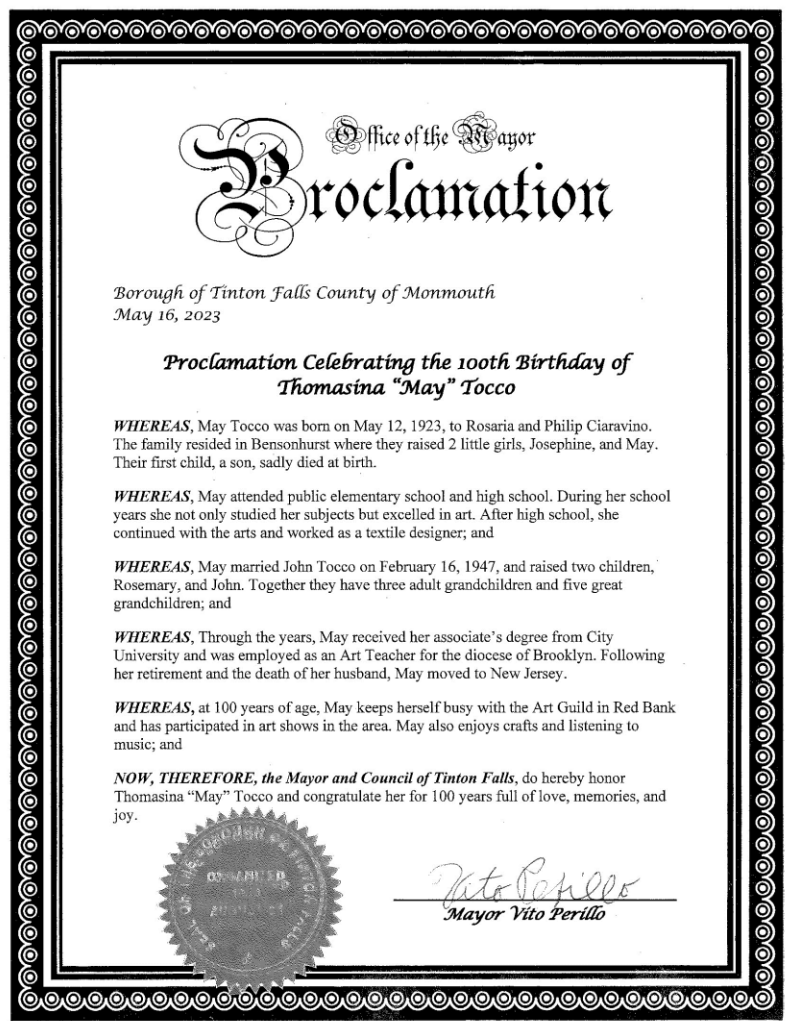 Office of the Mayor
Proclamation
Borough of Tinton Falls County of Monmouth
May 16, 2023
Proclamation Celebrating the 100th Birthday of
Thomasina “May” Tocco
WHEREAS, May Tocco was born on May 12, 1923, to Rosaria and Philip Ciaravino.
The family resided in Bensonhurst where they raised 2 little girls, Josephine, and May.
Their first child, a son, sadly died at birth.
WHEREAS, May attended public elementary school and high school. During her school
years she not only studied her subjects but excelled in art. After high school, she
continued with the arts and worked as a textile designer; and
WHEREAS, May married John Tocco on February 16, 1947, and raised two children,
Rosemary, and John. Together they have three adult grandchildren and five great
grandchildren; and
WHEREAS, Through the years, May received her associate’s degree from City
University and was employed as an Art Teacher for the diocese of Brooklyn. Following
her retirement and the death of her husband, May moved to New Jersey.
WHEREAS, at 100 years of age, May keeps herself busy with the Art Guild in Red Bank
and has participated in art shows in the area. May also enjoys crafts and listening to
music; and
NOW, THEREFORE, the Mayor and Council of Tinton Falls, do hereby honor
Thomasina “May” Tocco and congratulate her for 100 years full of love, memories, and
joy.
SEAL OF THE BOROUGH OF TINTON FALLS
ORGANIZED
Vito Perillo
Mayor Vito Perillo